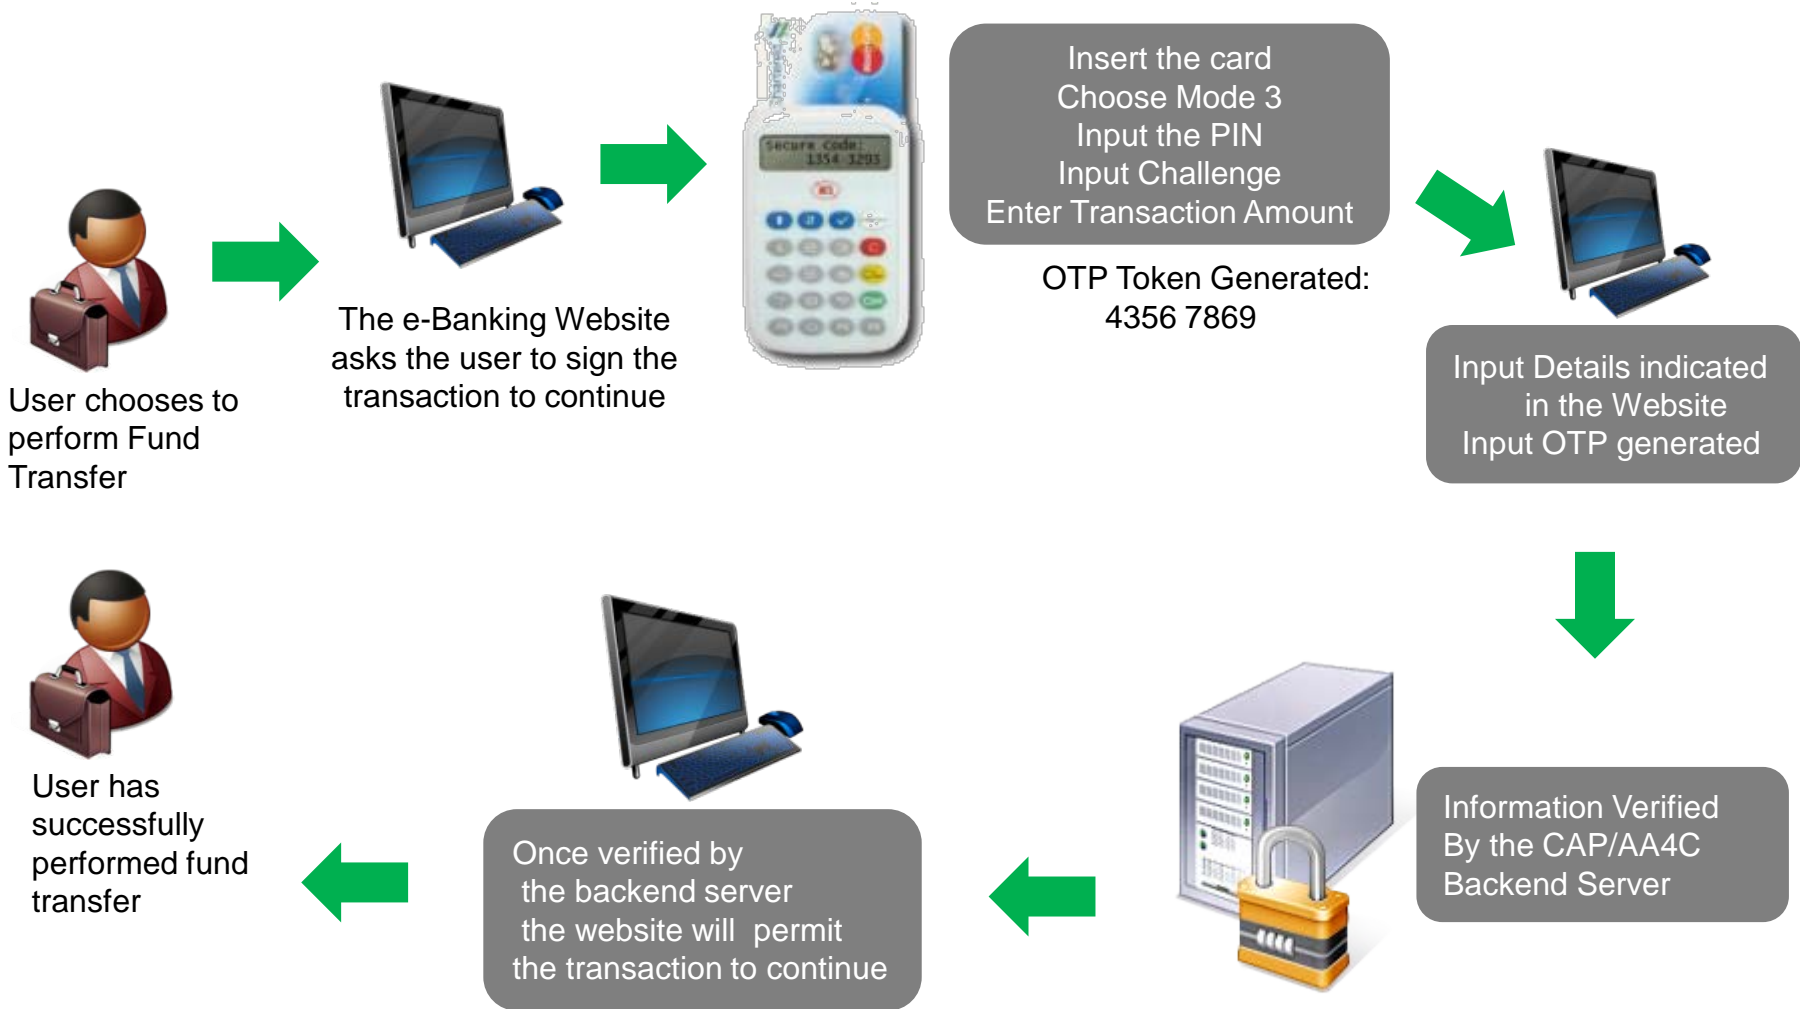 Insert the card
Choose Mode 3
Input the PIN
Input Challenge
Enter Transaction Amount
Secure Code:
1354 3293
OTP Token Generated:
4356 7869
The e-Banking Website
asks the user to sign the
transaction to continue
User chooses to
perform Fund
Transfer
Input Details indicated
in the Website
Input OTP generated
Information Verified
By the CAP/AA4C
Backend Server
Once verified by
the backend server
the website will permit
the transaction to continue
User has
successfully
performed fund
transfer